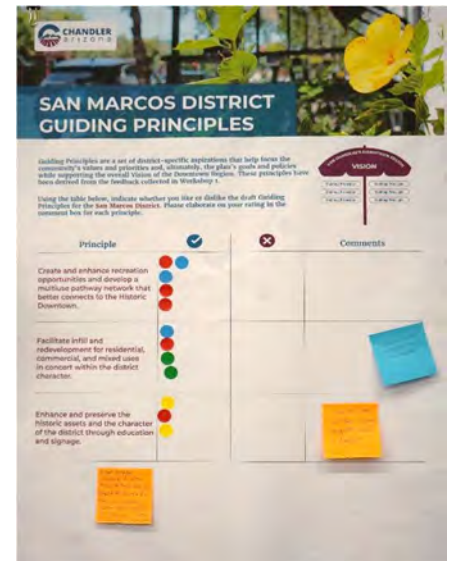 CHANDLER
arizona
SAN MARCOS DISTRICT
GUIDING PRINCIPLES
Guiding Principles are a set of district-specific aspirations that help focus the
community's values and priorities and, ultimately, the plan's goals and policies
while supporting the overall Vision of the Downtown Region. These principles have
been derived from the feedback collected in Workshop 1.
VISION
Using the table below, indicate whether you like or dislike the draft Guiding
Principles for the San Marcos District. Please elaborate on your rating in the
comment box for each principle.
Principle
Comments
Create and enhance recreation
opportunities and develop a
multiuse pathway network that
better connects to the Historic
Downtown.
Facilitate infill and
redevelopment for residential,
commercial, and mixed uses
in concert within the district
character.
Enhance and preserve the
historic assets and the character
of the district through education
and signage.